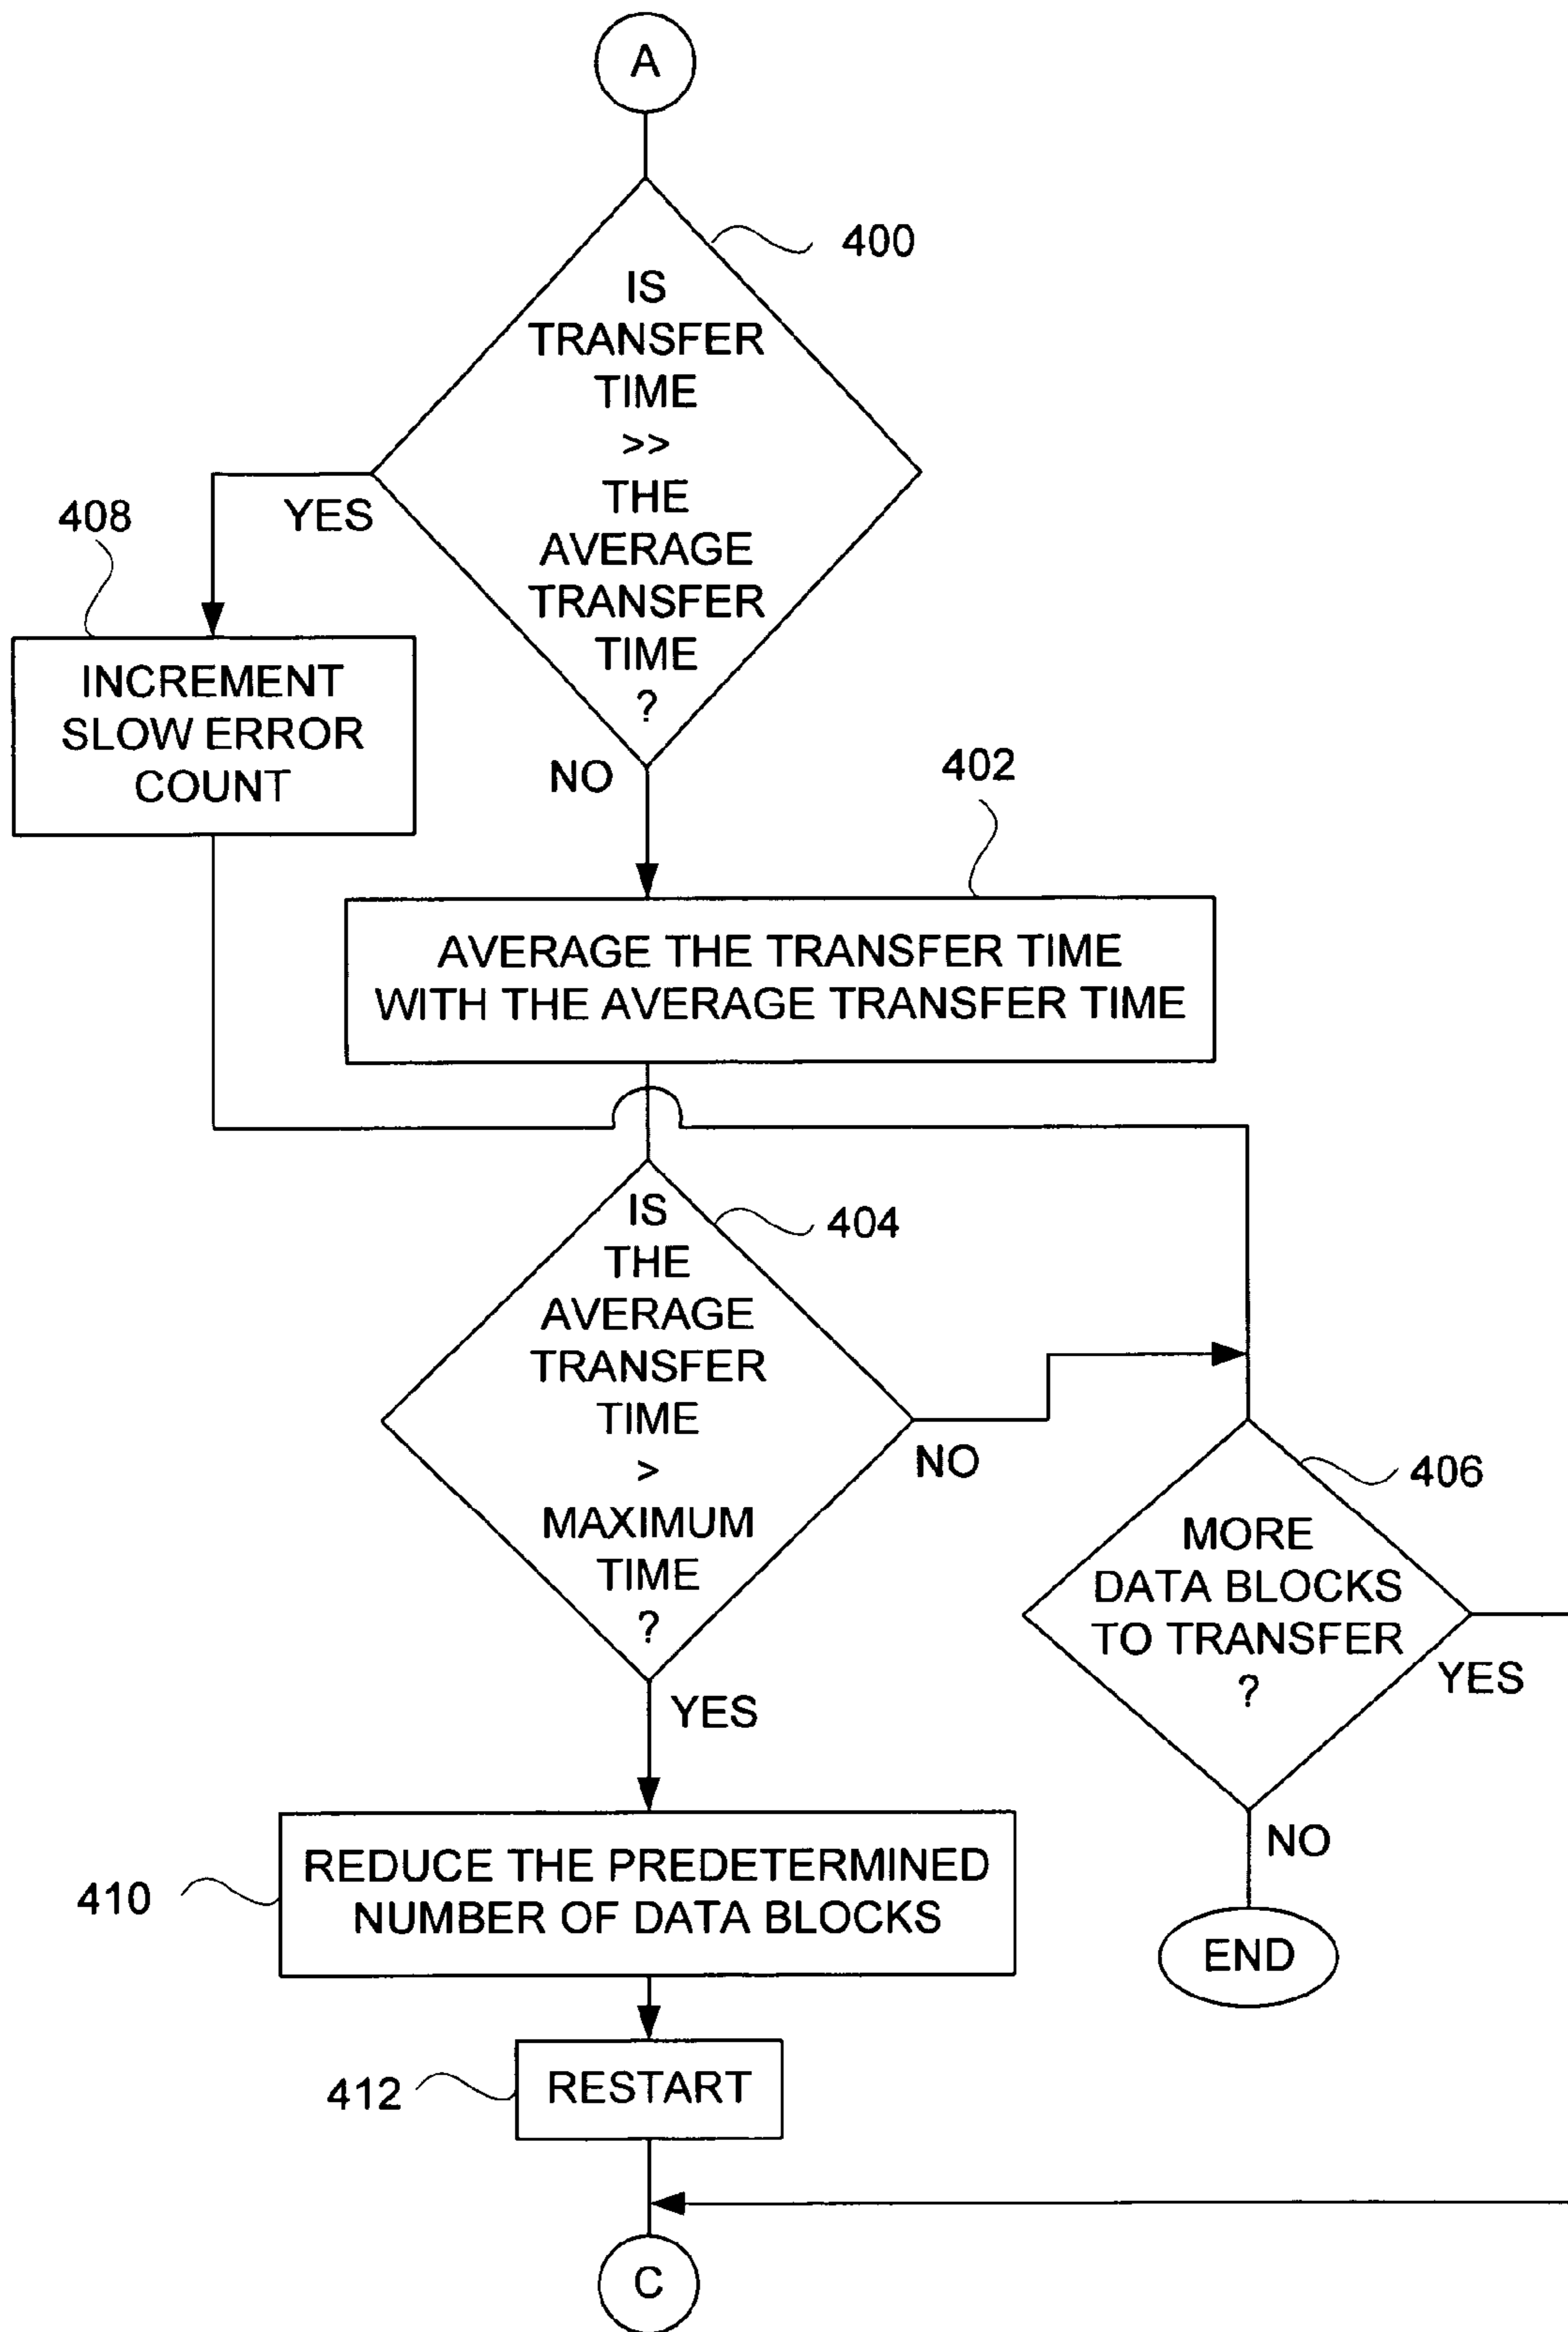 A
400
IS
TRANSFER
TIME
>>
THE
AVERAGE
TRANSFER
TIME
?
YES
408
INCREMENT
SLOW ERROR
COUNT
NO
402
AVERAGE THE TRANSFER TIME
WITH THE AVERAGE TRANSFER TIME
404
IS
THE
AVERAGE
TRANSFER
TIME
>
MAXIMUM
TIME
?
NO
406
MORE
DATA BLOCKS
TO TRANSFER
?
YES
YES
NO
410
REDUCE THE PREDETERMINED
NUMBER OF DATA BLOCKS
END
412
RESTART
C